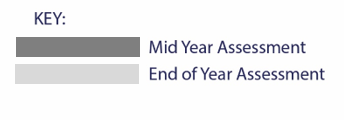 KEY:
Mid Year Assessment
End of Year Assessment